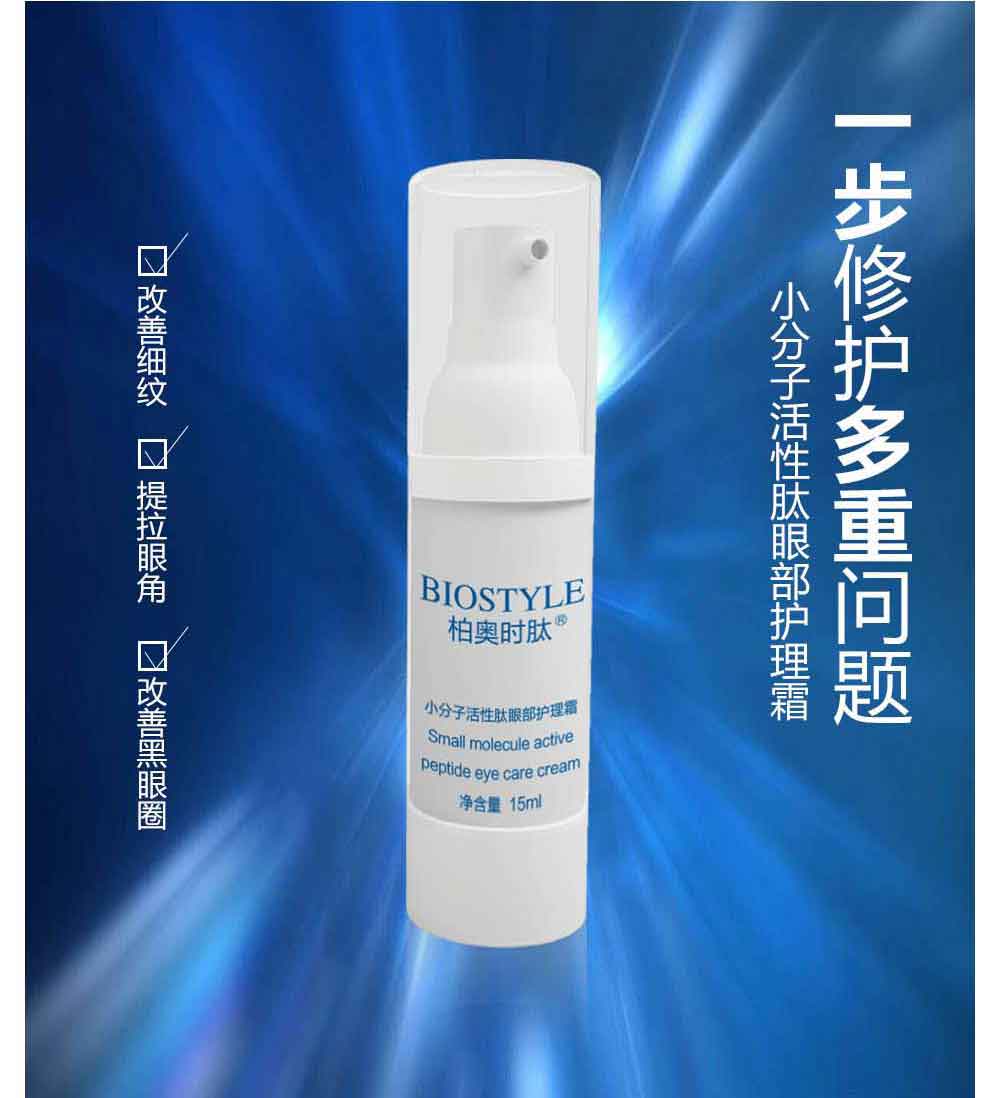 一步修护多重问题
小分子活性肽眼部护理霜
改善细纹
提拉眼角
改善黑眼圈
BIOSTYLE
柏奥时肽®
小分子活性肽眼部护理霜
Small molecule active
peptide eye care cream
净含量 15ml